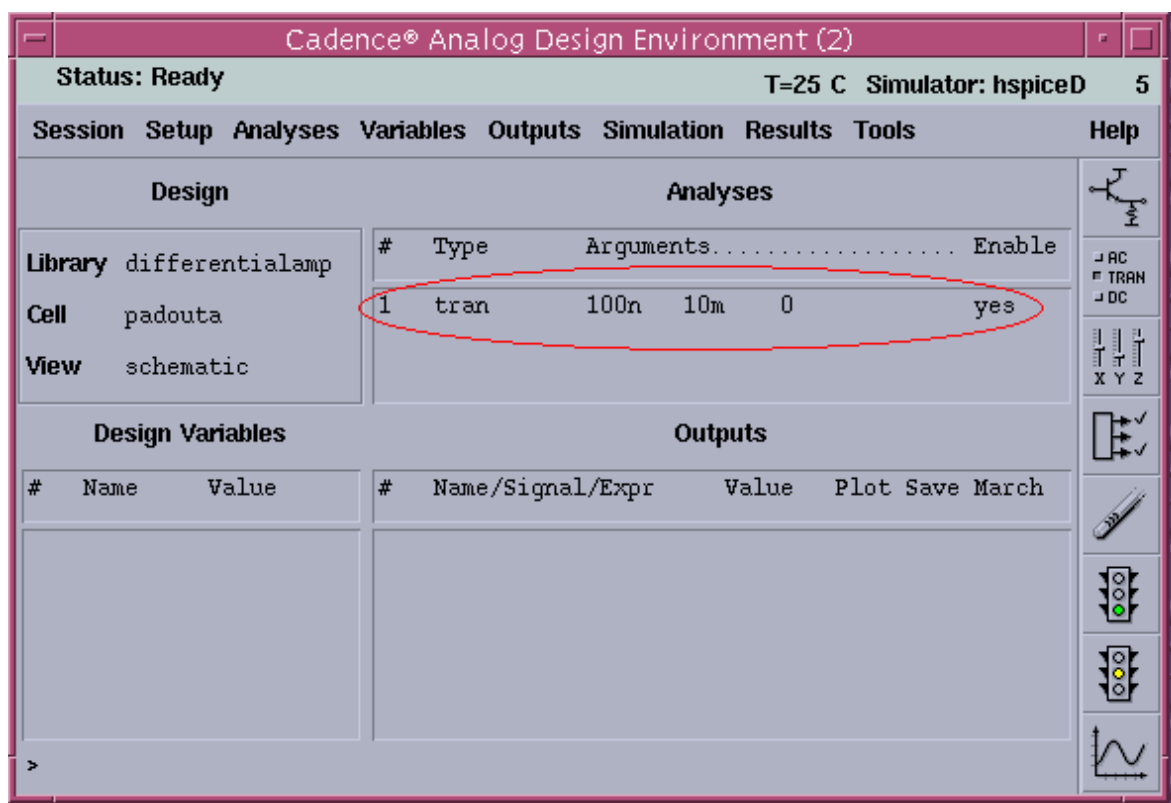 Cadence® Analog Design Environment (2)
Status: Ready T=25 C Simulator: hspiceD 5
Session Setup Analyses Variables Outputs Simulation Results Tools Help
Design
Library differentialamp
Cell padouta
View schematic
Analyses
# Type Arguments................... Enable
1 tran 100n 10m 0 yes
Design Variables
# Name Value
Outputs
# Name/Signal/Expr Value Plot Save March
AC
TRAN
DC
X Y Z
>